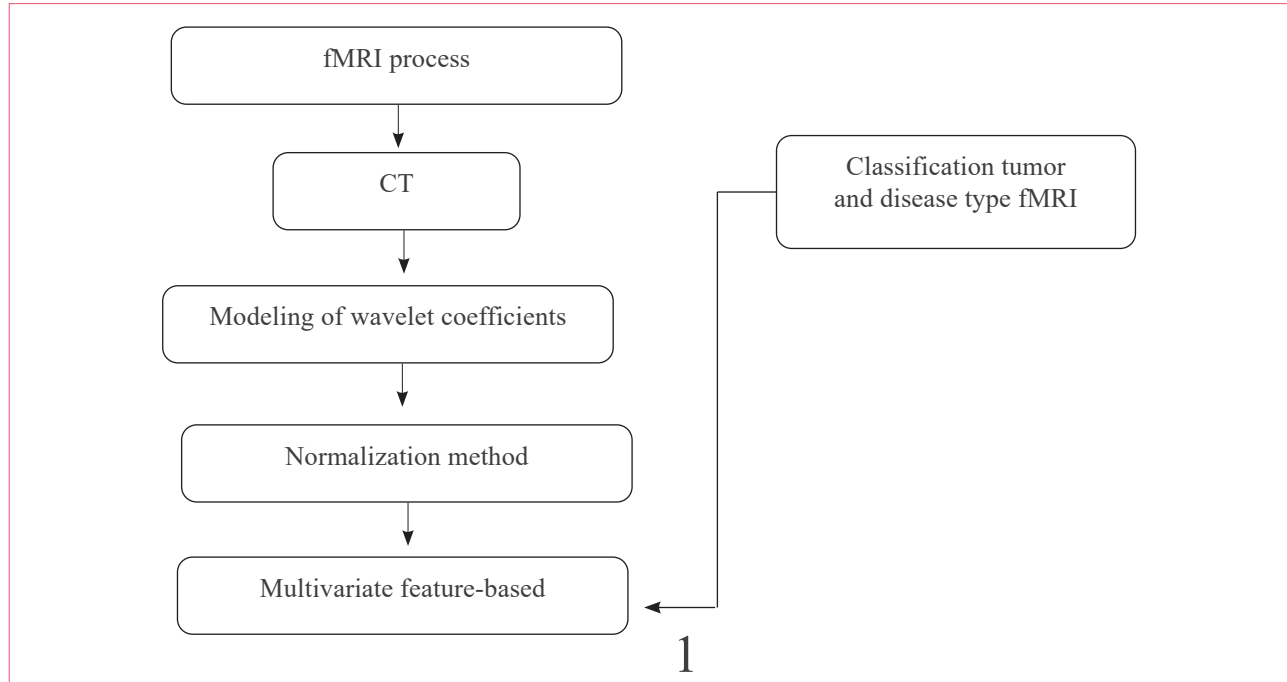 fMRI process
CT
Modeling of wavelet coefficients
Normalization method
Multivariate feature-based
Classification tumor
and disease type fMRI
1